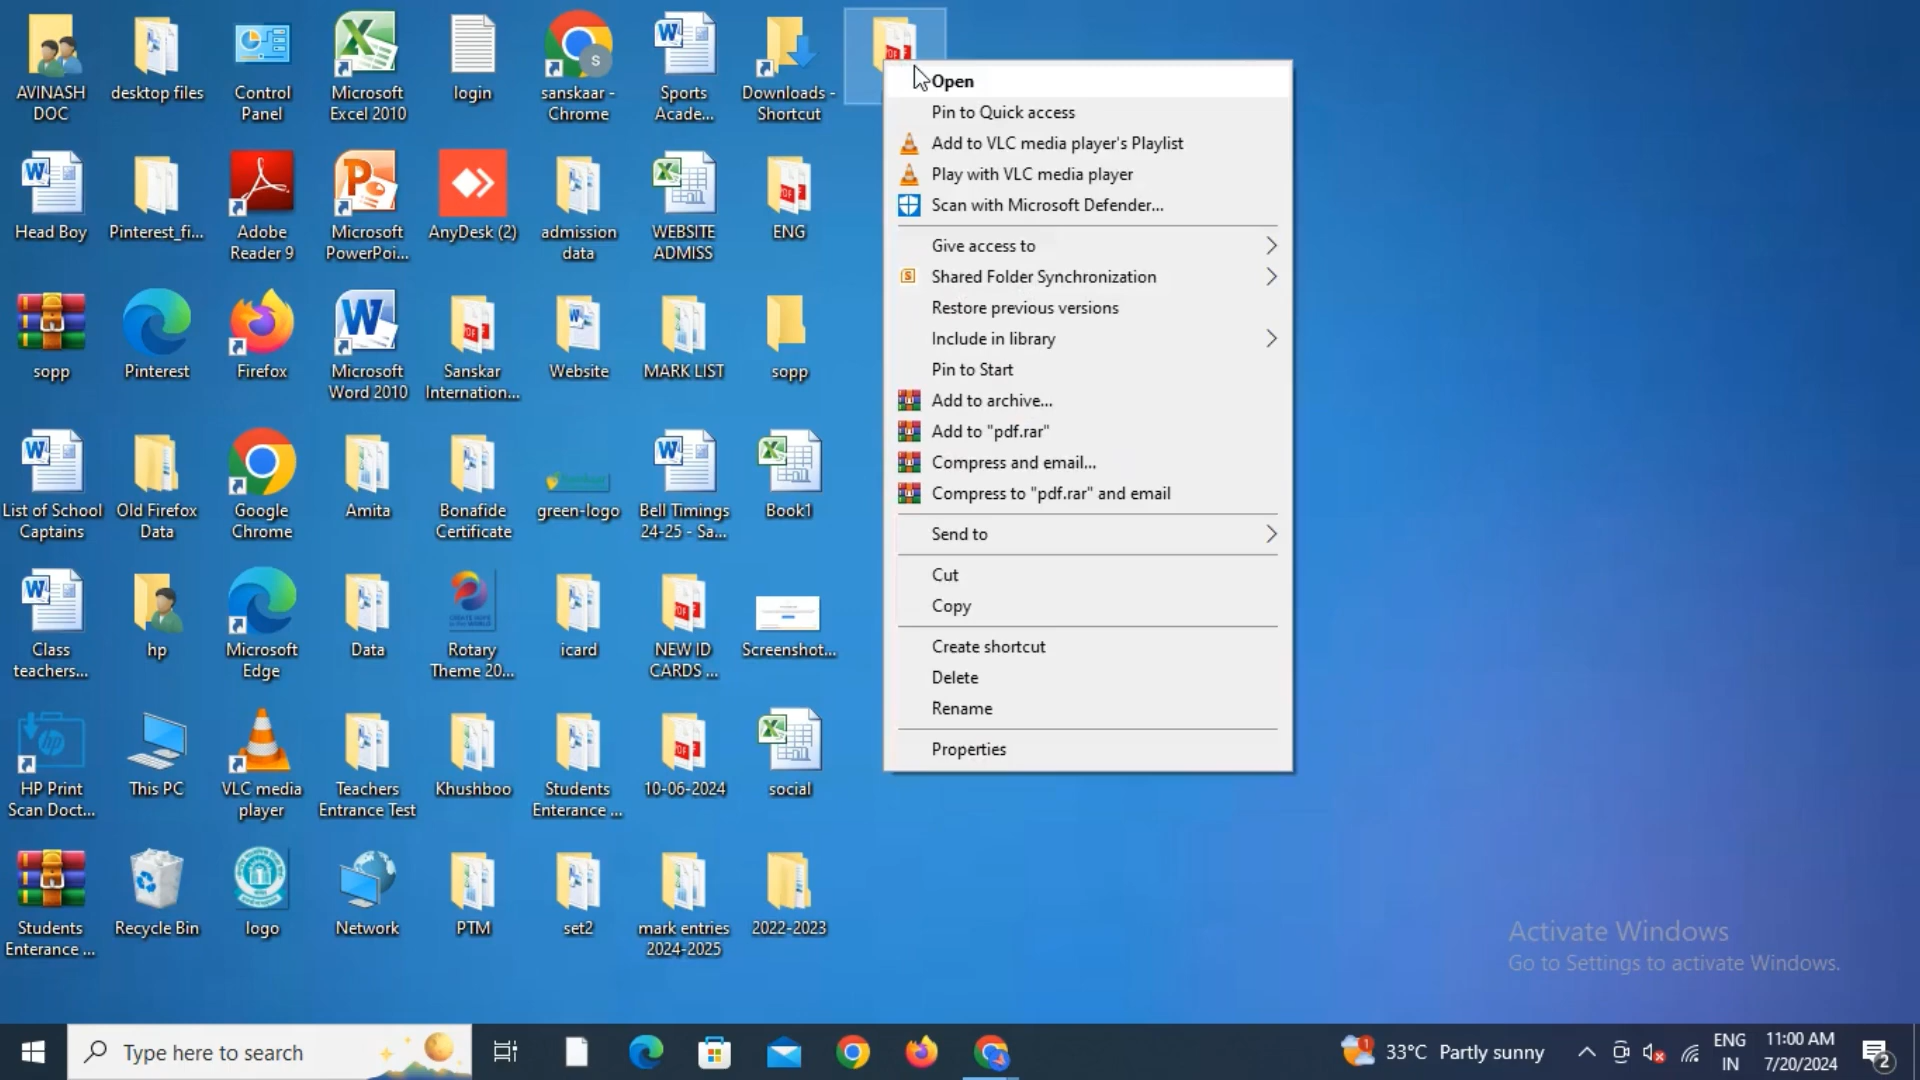 AVINASH
DOC
desktop files
Control
Panel
Microsoft
Excel 2010
login
sanskaar -
Chrome
S
Sports
Acade...
Downloads -
Shortcut
Head Boy
Pinterest_fi...
Adobe
Reader 9
Microsoft
PowerPoi...
AnyDesk (2)
admission
data
WEBSITE
ADMISS
ENG
sopp
Pinterest
Firefox
Microsoft
Word 2010
Sanskar
Internation...
Website
MARK LIST
sopp
List of School
Captains
Old Firefox
Data
Google
Chrome
Amita
Bonafide
Certificate
green-logo
Bell Timings
24-25 - Sa...
Book1
Class
teachers...
hp
Microsoft
Edge
Data
Rotary
Theme 20...
icard
NEW ID
CARDS ...
Screenshot...
HP Print
Scan Doct...
This PC
VLC media
player
Teachers
Entrance Test
Khushboo
Students
Enterance ...
10-06-2024
social
Students
Enterance ...
Recycle Bin
logo
Network
PTM
set2
mark entries
2024-2025
2022-2023
Open
Pin to Quick access
Add to VLC media player's Playlist
Play with VLC media player
Scan with Microsoft Defender...
Give access to
Shared Folder Synchronization
Restore previous versions
Include in library
Pin to Start
Add to archive...
Add to "pdf.rar"
Compress and email...
Compress to "pdf.rar" and email
Send to
Cut
Copy
Create shortcut
Delete
Rename
Properties
Activate Windows
Go to Settings to activate Windows.
Type here to search
1
33°C Partly sunny
ENG
IN
11:00 AM
7/20/2024
2